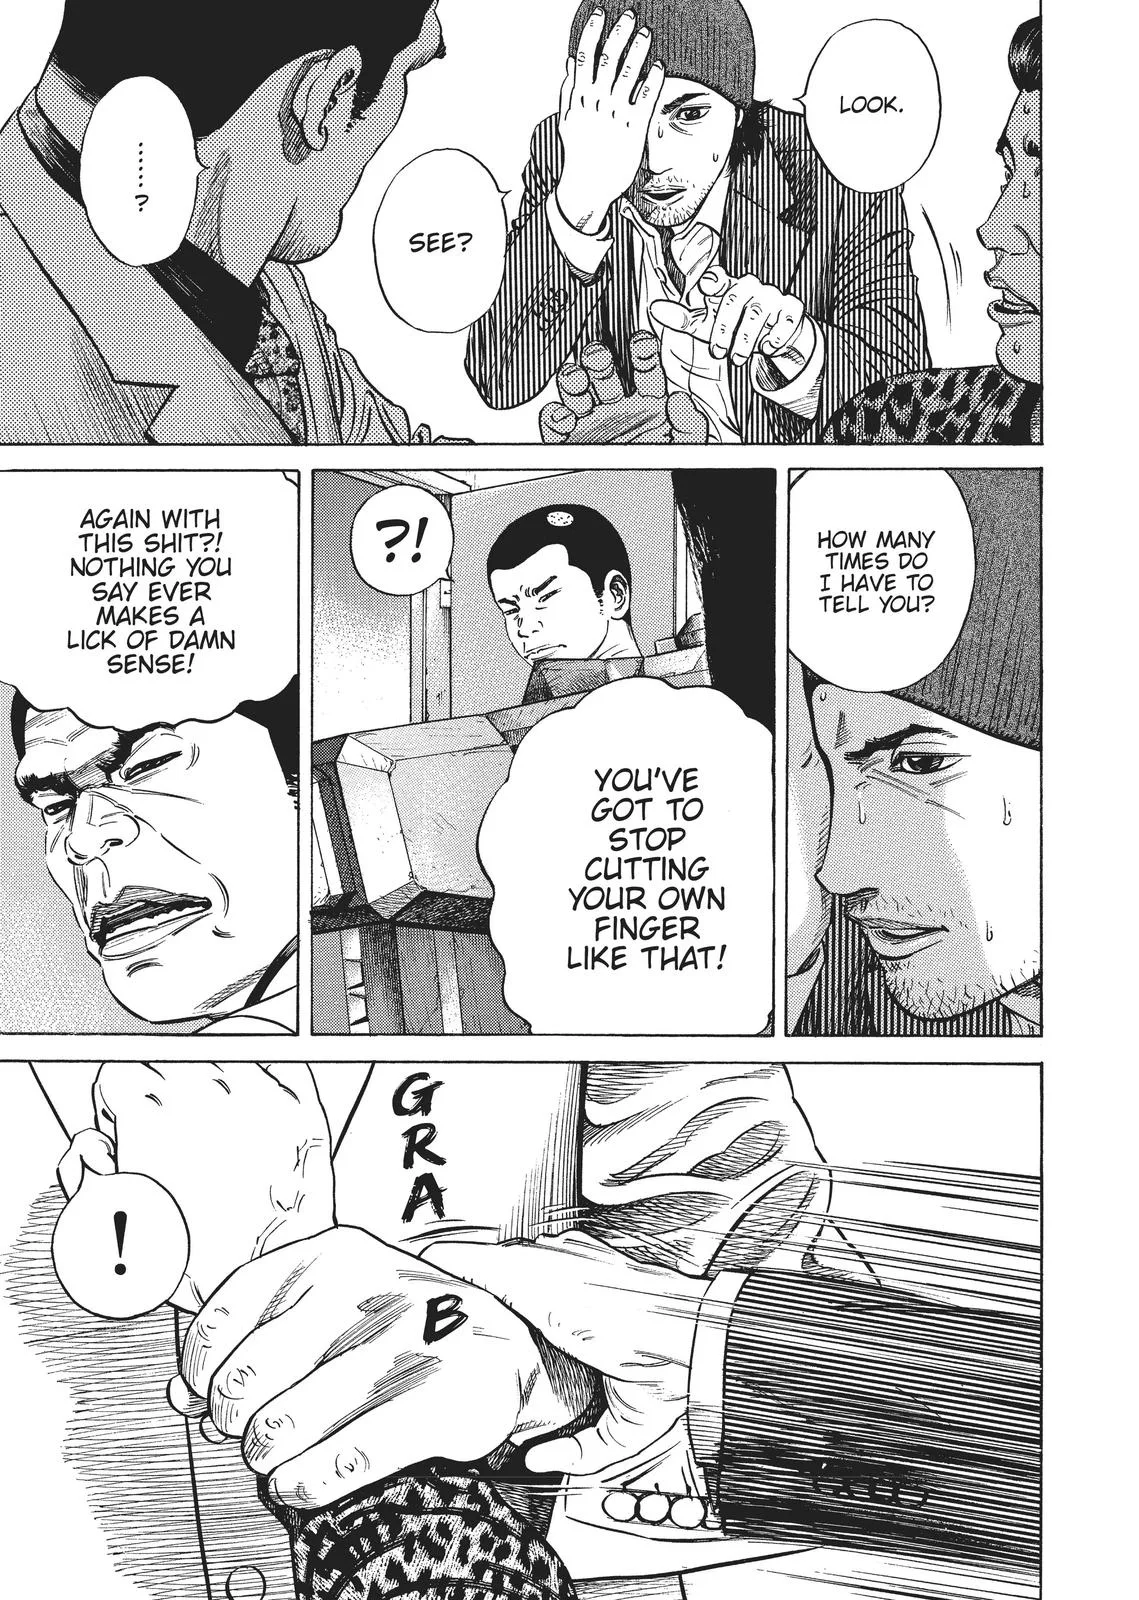 LOOK.
SEE?
……
?
HOW MANY
TIMES DO
I HAVE TO
TELL YOU?
?!
YOU'VE
GOT TO
STOP
CUTTING
YOUR OWN
FINGER
LIKE THAT!
AGAIN WITH
THIS SHIT?!
NOTHING YOU
SAY EVER
MAKES A
LICK OF DAMN
SENSE!
GRAB
!